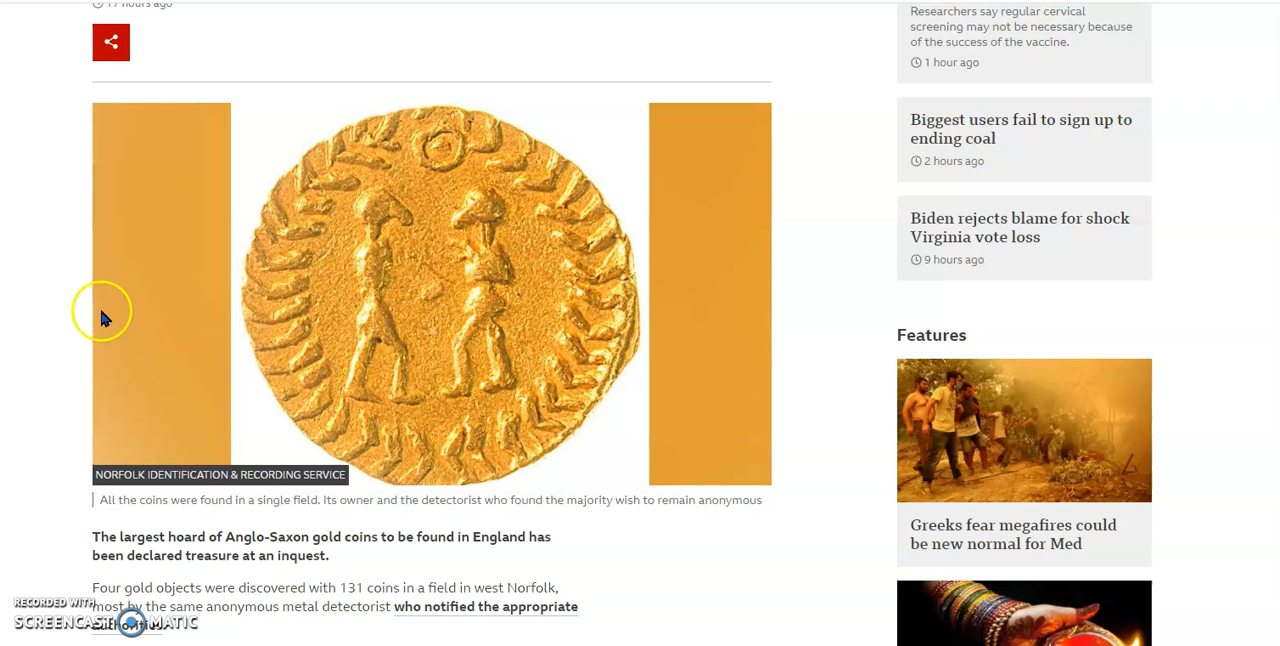 17 hours ago
NORFOLK IDENTIFICATION & RECORDING SERVICE
All the coins were found in a single field. Its owner and the detectorist who found the majority wish to remain anonymous
The largest hoard of Anglo-Saxon gold coins to be found in England has
been declared treasure at an inquest.
Four gold objects were discovered with 131 coins in a field in west Norfolk,
most by the same anonymous metal detectorist who notified the appropriate
authorities.
RECORDED WITH
SCREENCAST-O-MATIC
Researchers say regular cervical
screening may not be necessary because
of the success of the vaccine.
1 hour ago
Biggest users fail to sign up to
ending coal
2 hours ago
Biden rejects blame for shock
Virginia vote loss
9 hours ago
Features
Greeks fear megafires could
be new normal for Med